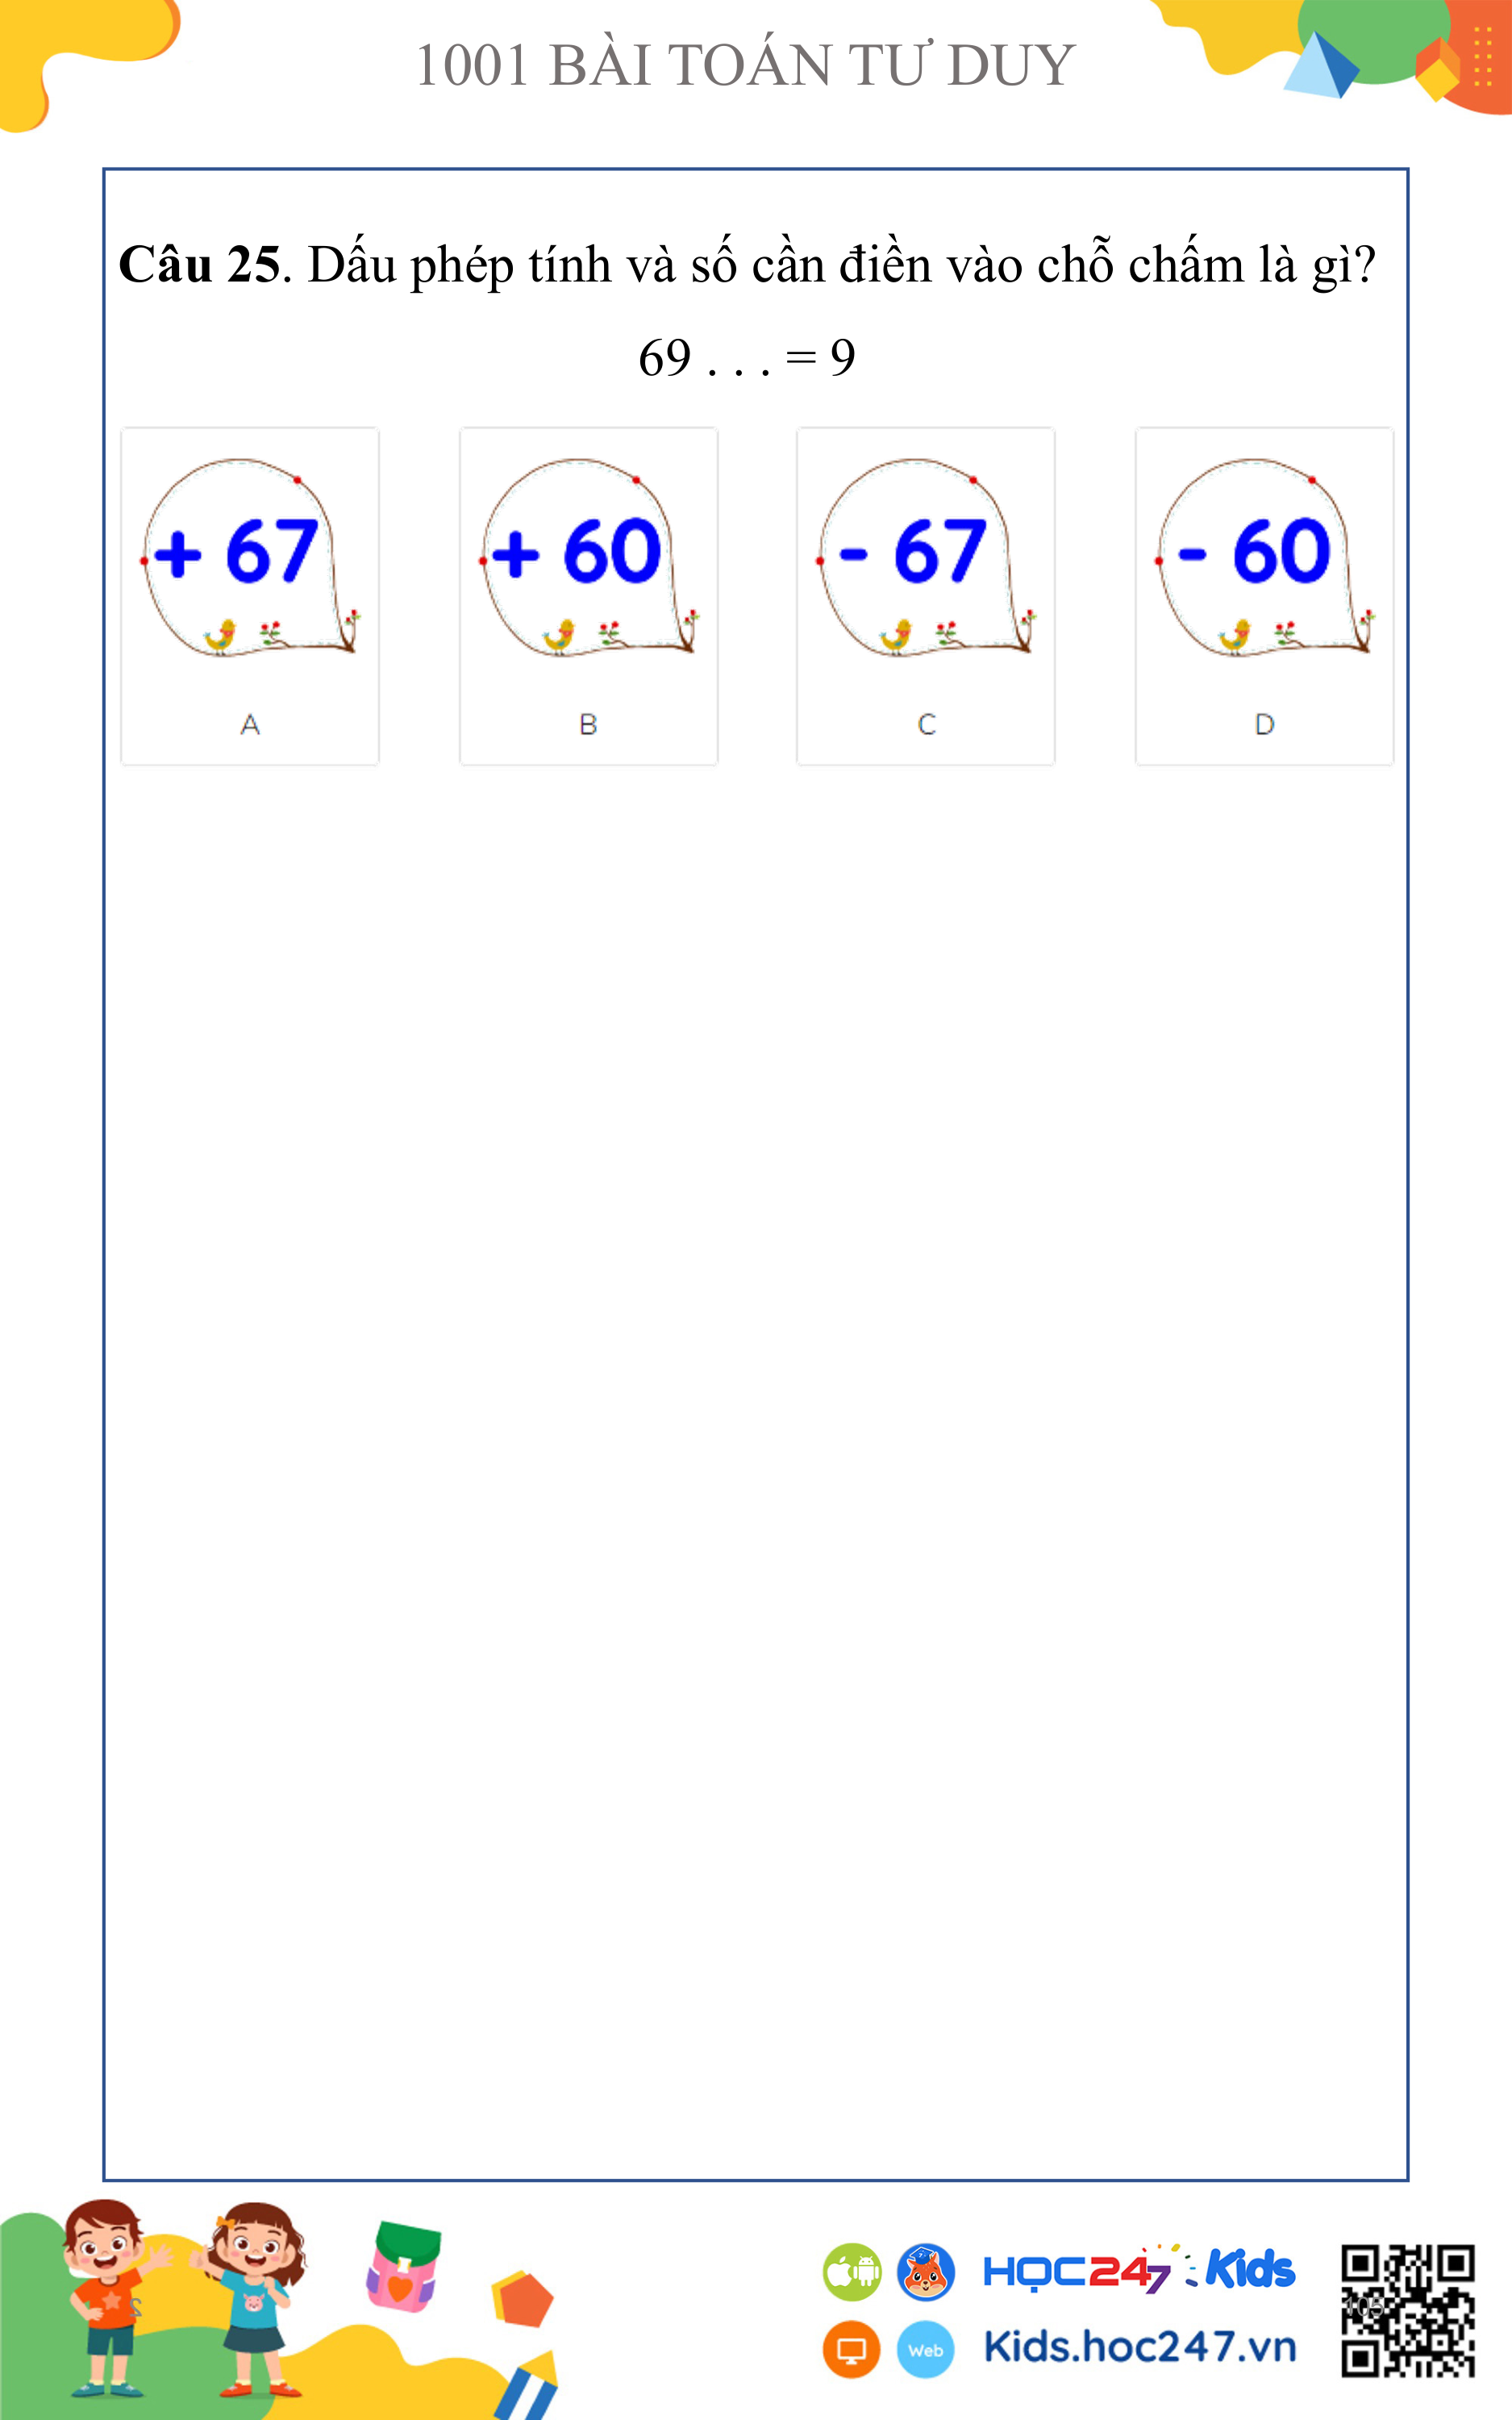 1001 BÀI TOÁN TƯ DUY
Câu 25. Dấu phép tính và số cần điền vào chỗ chấm là gì?
69 . . . = 9
+ 67 + 60 - 67 - 60
A B C D
HỌC247 Kids
105
2
Web Kids.hoc247.vn